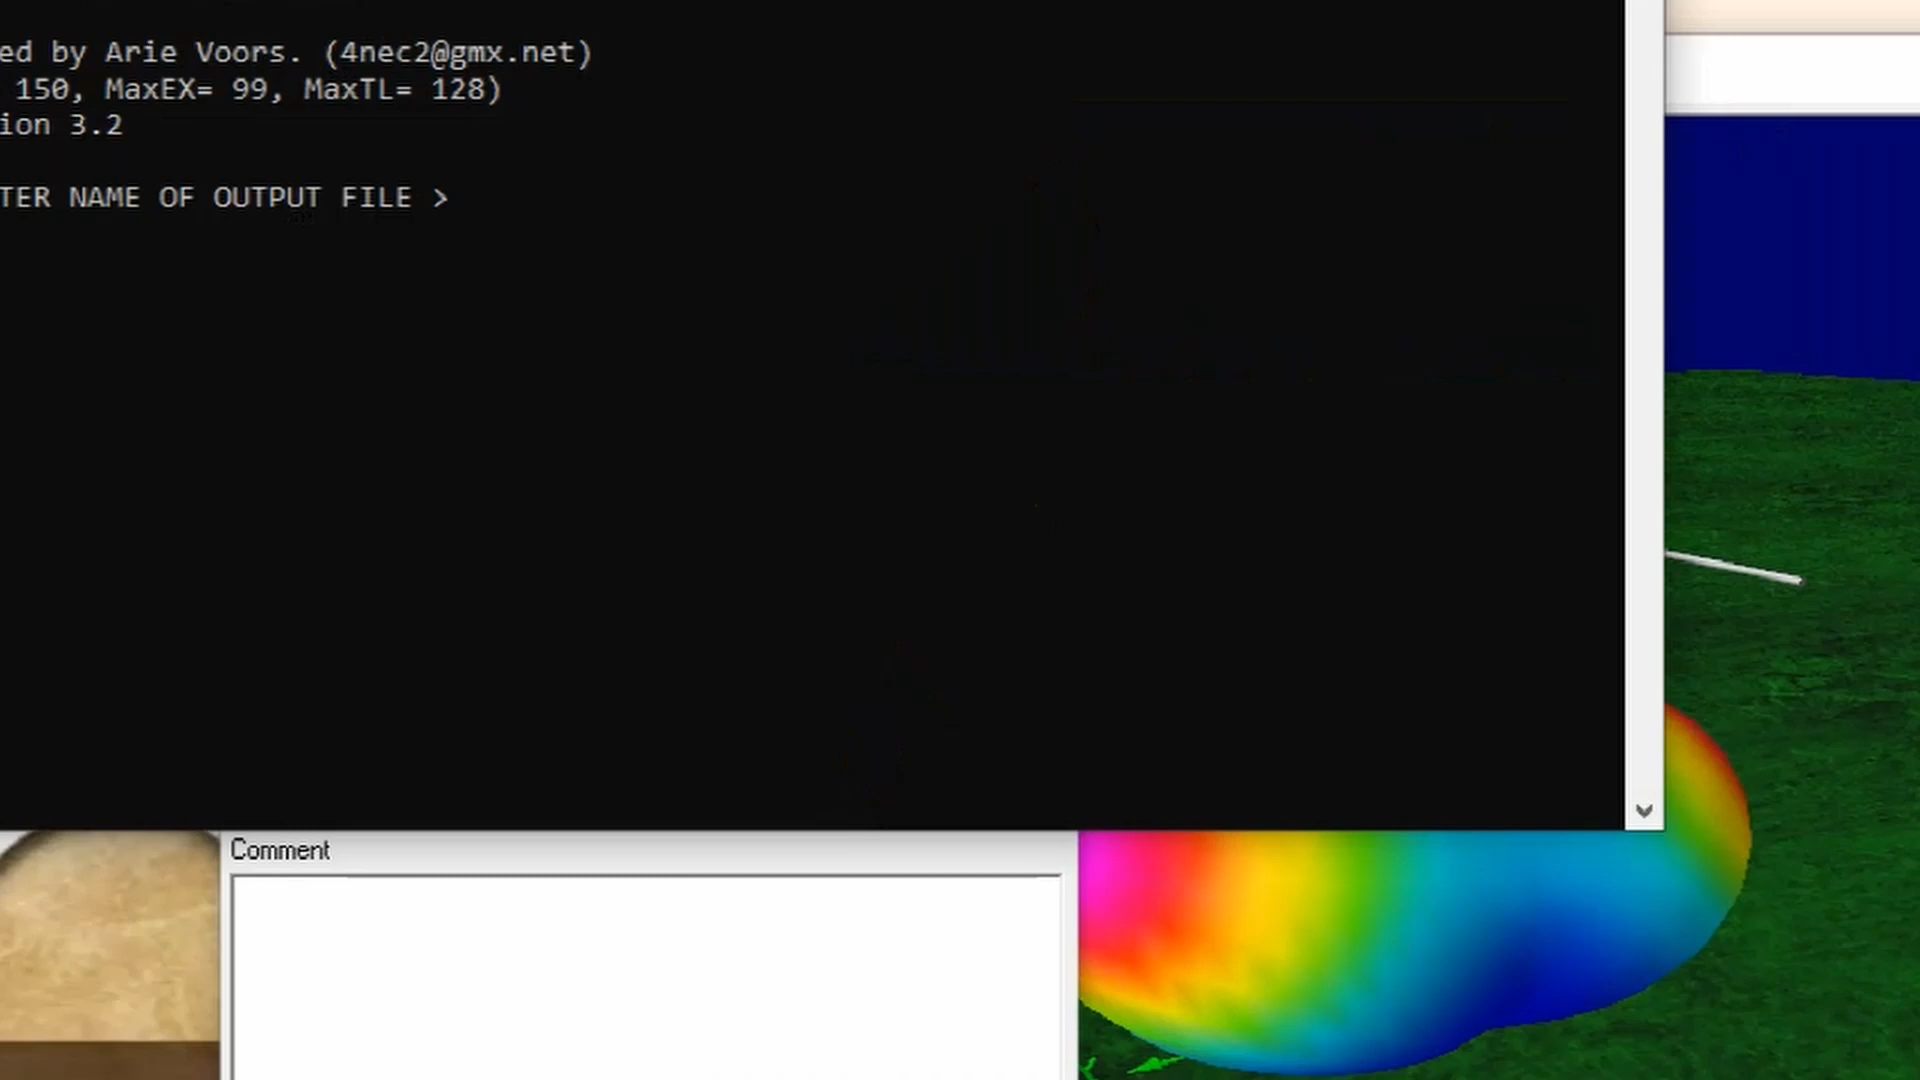 ed by Arie Voors. (4nec2@gmx.net)
150, MaxEX= 99, MaxTL= 128)
ion 3.2
TER NAME OF OUTPUT FILE >
Comment